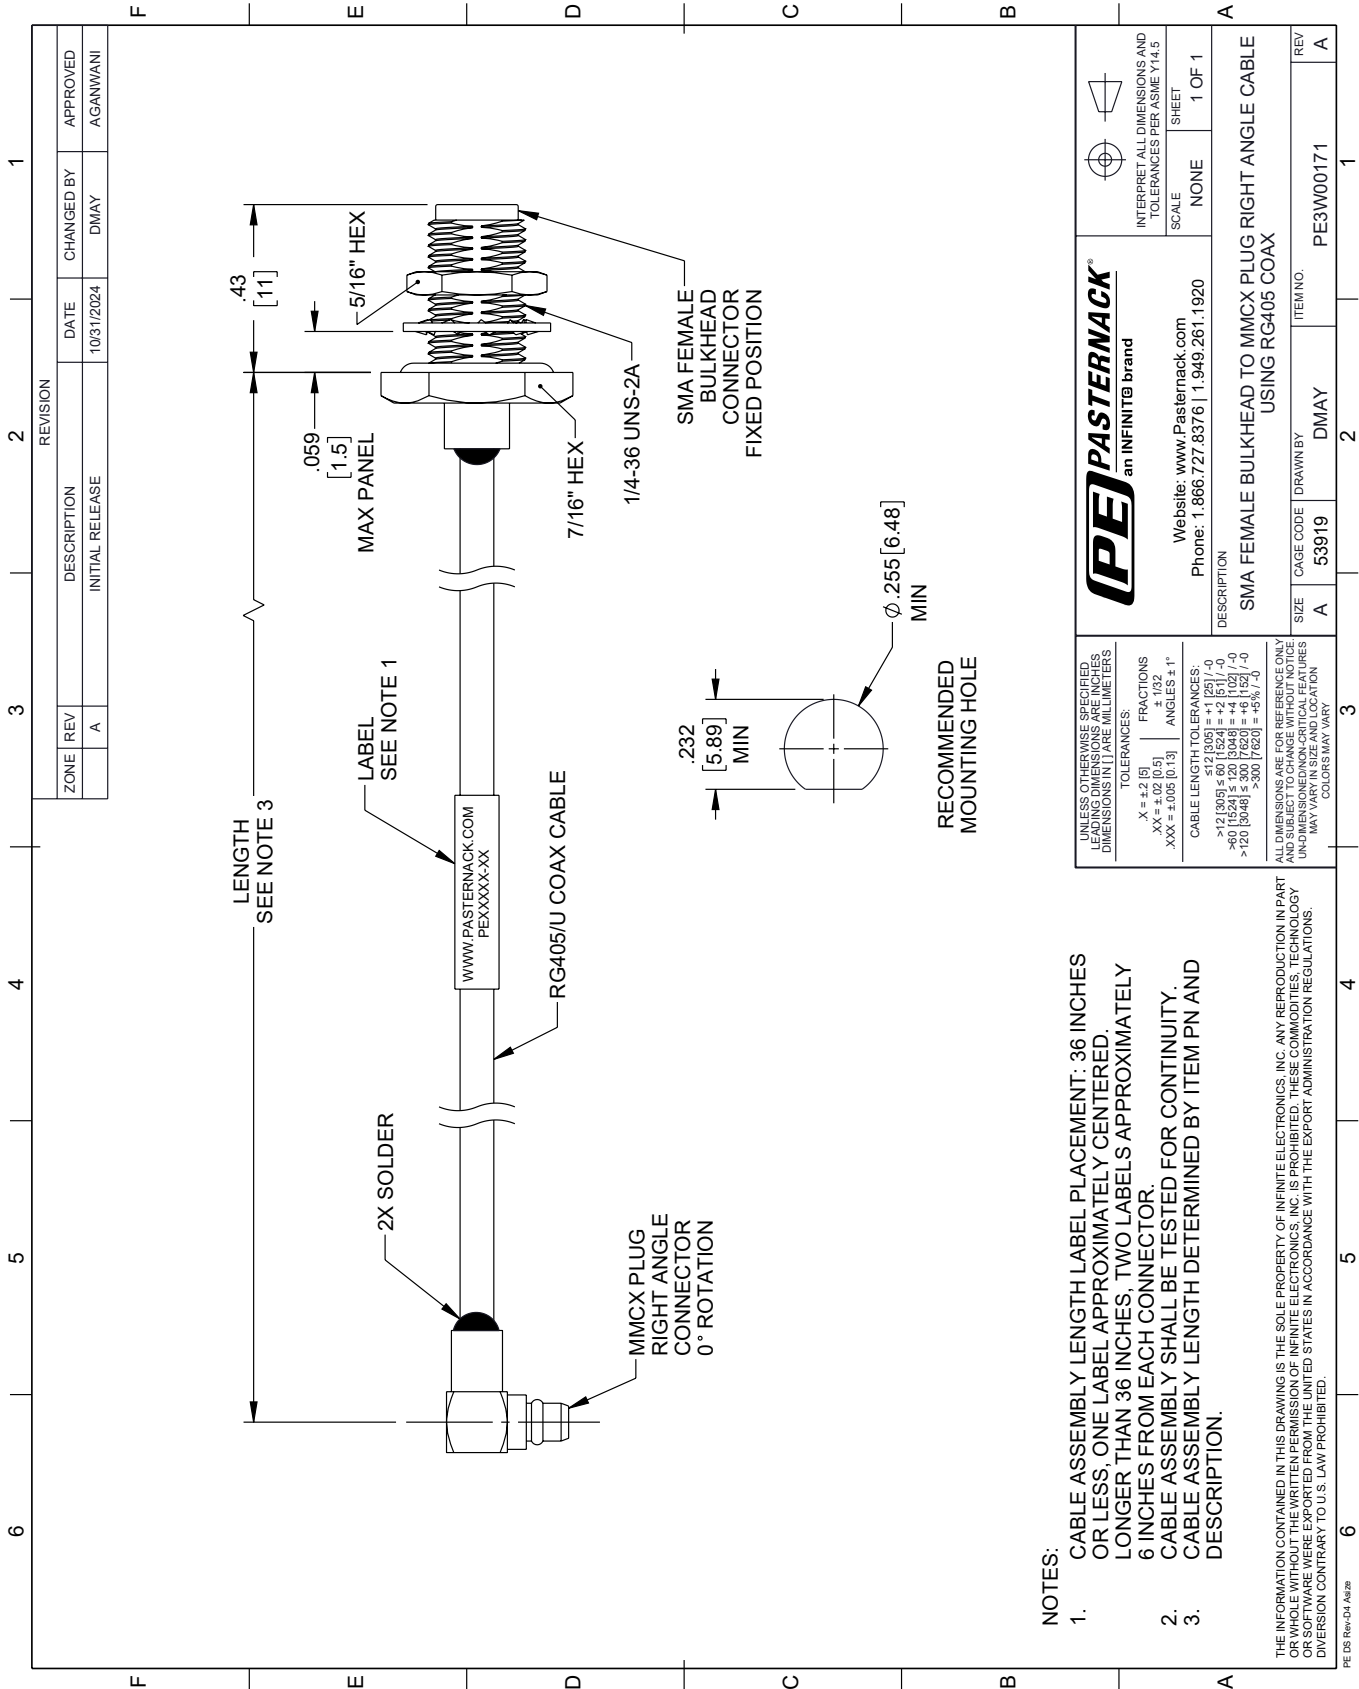 6
5
4
3
2
1
F
E
D
C
B
A
REVISION
ZONE REV DESCRIPTION DATE CHANGED BY APPROVED
A INITIAL RELEASE 10/31/2024 DMAY AGANWANI
LENGTH
SEE NOTE 3
.43
[11]
.059
[1.5]
MAX PANEL
5/16" HEX
LABEL
SEE NOTE 1
2X SOLDER
WWW.PASTERNACK.COM
PEXXXXX-XX
RG405/U COAX CABLE
7/16" HEX
1/4-36 UNS-2A
MMCX PLUG
RIGHT ANGLE
CONNECTOR
0° ROTATION
SMA FEMALE
BULKHEAD
CONNECTOR
FIXED POSITION
.232
[5.89]
MIN
Ø.255[6.48]
MIN
RECOMMENDED
MOUNTING HOLE
NOTES:
1. CABLE ASSEMBLY LENGTH LABEL PLACEMENT: 36 INCHES
OR LESS, ONE LABEL APPROXIMATELY CENTERED.
LONGER THAN 36 INCHES, TWO LABELS APPROXIMATELY
6 INCHES FROM EACH CONNECTOR.
2. CABLE ASSEMBLY SHALL BE TESTED FOR CONTINUITY.
3. CABLE ASSEMBLY LENGTH DETERMINED BY ITEM PN AND
DESCRIPTION.
THE INFORMATION CONTAINED IN THIS DRAWING IS THE SOLE PROPERTY OF INFINITE ELECTRONICS, INC. ANY REPRODUCTION IN PART
OR WHOLE WITHOUT THE WRITTEN PERMISSION OF INFINITE ELECTRONICS, INC. IS PROHIBITED. THESE COMMODITIES, TECHNOLOGY
OR SOFTWARE WERE EXPORTED FROM THE UNITED STATES IN ACCORDANCE WITH THE EXPORT ADMINISTRATION REGULATIONS.
DIVERSION CONTRARY TO U.S. LAW PROHIBITED.
UNLESS OTHERWISE SPECIFIED
LEADING DIMENSIONS ARE INCHES
DIMENSIONS IN [ ] ARE MILLIMETERS
TOLERANCES:
.X = ±.2 [5] FRACTIONS
.XX = ±.02 [0.5] ± 1/32
.XXX = ±.005 [0.13] ANGLES ± 1°
CABLE LENGTH TOLERANCES:
≤12 [305] = +1 [25] / -0
>12 [305] ≤ 60 [1524] = +2 [51] / -0
>60 [1524] ≤ 120 [3048] = +4 [102] / -0
>120 [3048] ≤ 300 [7620] = +6 [152] / -0
>300 [7620] = +5% / -0
ALL DIMENSIONS ARE FOR REFERENCE ONLY
AND SUBJECT TO CHANGE WITHOUT NOTICE.
UN-DIMENSIONED/NON-CRITICAL FEATURES
MAY VARY IN SIZE AND LOCATION
COLORS MAY VARY
PE PASTERNACK®
an INFINIT@ brand
Website: www.Pasternack.com
Phone: 1.866.727.8376 | 1.949.261.1920
INTERPRET ALL DIMENSIONS AND
TOLERANCES PER ASME Y14.5
SCALE SHEET
NONE 1 OF 1
DESCRIPTION
SMA FEMALE BULKHEAD TO MMCX PLUG RIGHT ANGLE CABLE
USING RG405 COAX
SIZE CAGE CODE DRAWN BY ITEM NO. REV
A 53919 DMAY PE3W00171 A
F
E
D
C
B
A
6
5
4
3
2
1
PE DS Rev-D4 Asize